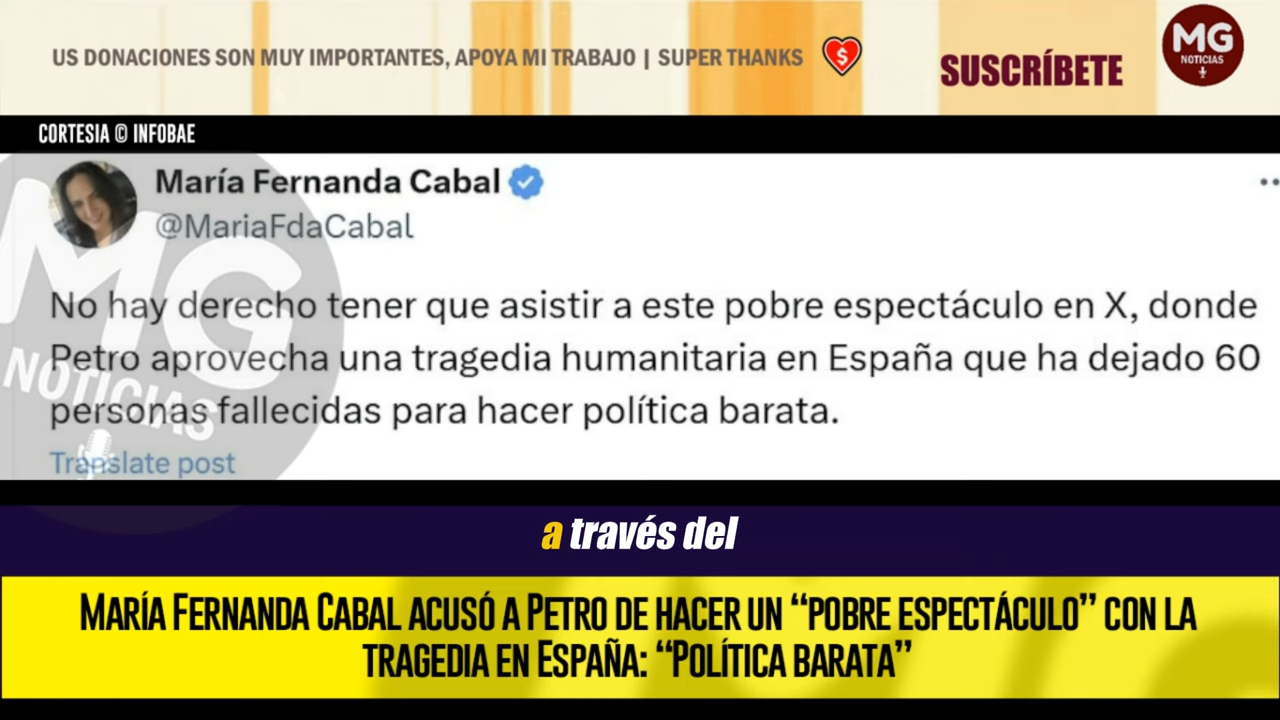 US DONACIONES SON MUY IMPORTANTES, APOYA MI TRABAJO | SUPER THANKS
$
SUSCRÍBETE
MG
NOTICIAS
CORTESIA © INFOBAE
María Fernanda Cabal
@MariaFdaCabal
No hay derecho tener que asistir a este pobre espectáculo en X, donde
Petro aprovecha una tragedia humanitaria en España que ha dejado 60
personas fallecidas para hacer política barata.
Translate post
MG
NOTICIAS
a través del
MARÍA FERNANDA CABAL ACUSÓ A PETRO DE HACER UN “POBRE ESPECTÁCULO” CON LA
TRAGEDIA EN ESPAÑA: “POLÍTICA BARATA”